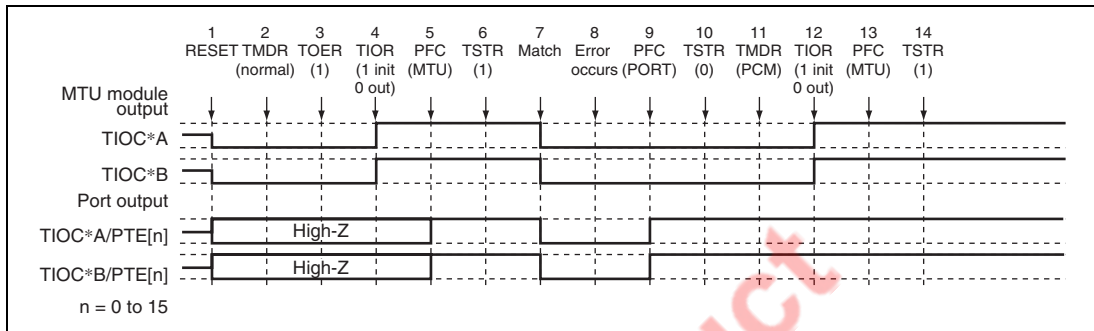 1 2 3 4 5 6 7 8 9 10 11 12 13 14
RESET TMDR TOER TIOR PFC TSTR Match Error PFC TSTR TMDR TIOR PFC TSTR
(normal) (1) (1 init (MTU) (1) occurs (PORT) (0) (PCM) (1 init (MTU) (1)
0 out) 0 out)
MTU module
output
TIOC*A
TIOC*B
Port output
TIOC*A/PTE[n] High-Z
TIOC*B/PTE[n] High-Z
n = 0 to 15
uct